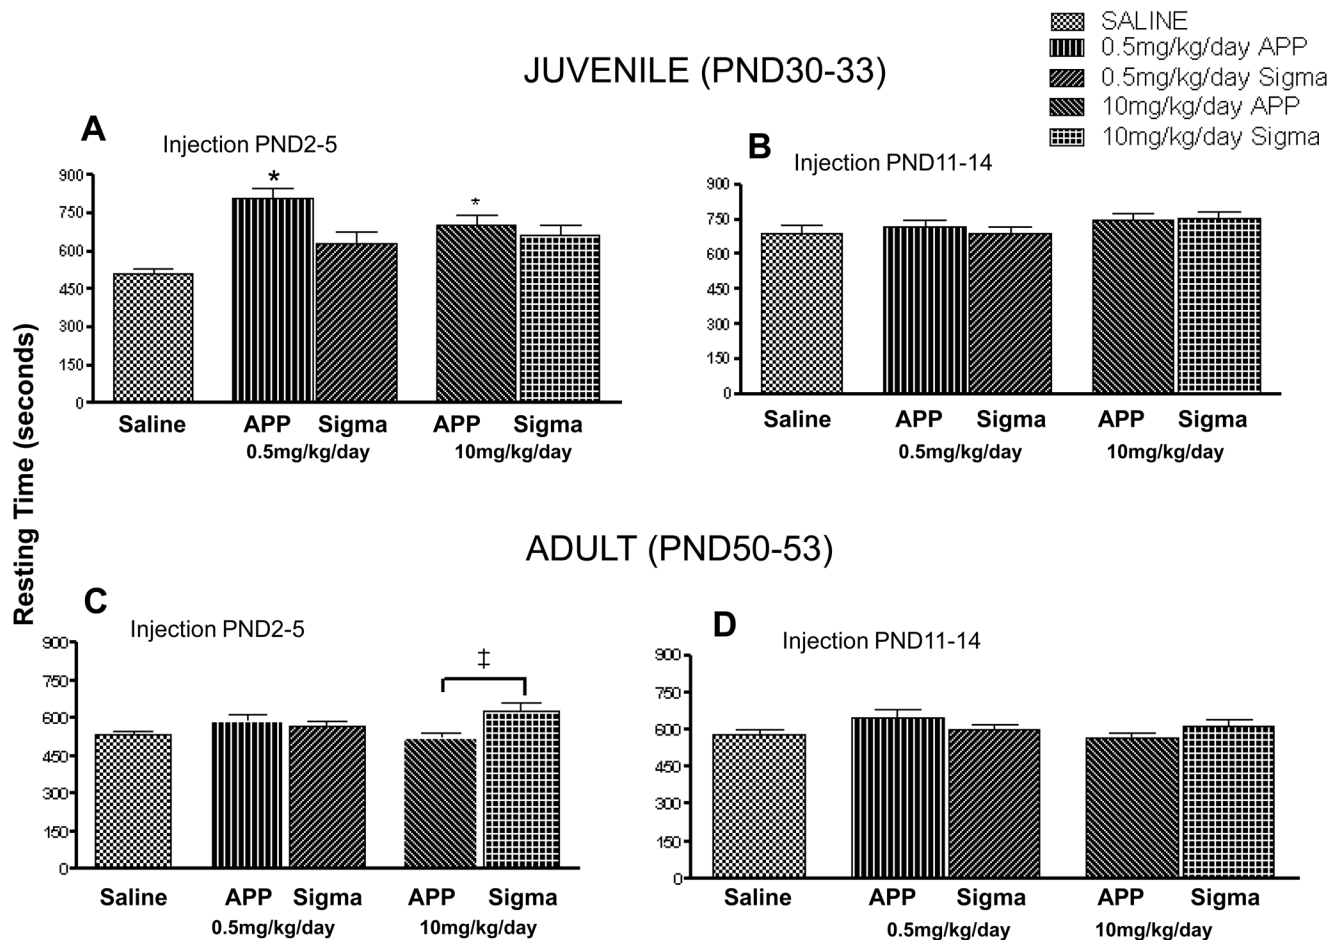 SALINE
0.5mg/kg/day APP
0.5mg/kg/day Sigma
10mg/kg/day APP
10mg/kg/day Sigma
JUVENILE (PND30-33)
A
Injection PND2-5
900
750
600
450
300
150
0
Saline
APP
Sigma
APP
Sigma
0.5mg/kg/day
10mg/kg/day
*
*
B
Injection PND11-14
900
750
600
450
300
150
0
Saline
APP
Sigma
APP
Sigma
0.5mg/kg/day
10mg/kg/day
Resting Time (seconds)
ADULT (PND50-53)
C
Injection PND2-5
900
750
600
450
300
150
0
‡
Saline
APP
Sigma
APP
Sigma
0.5mg/kg/day
10mg/kg/day
D
Injection PND11-14
900
750
600
450
300
150
0
Saline
APP
Sigma
APP
Sigma
0.5mg/kg/day
10mg/kg/day